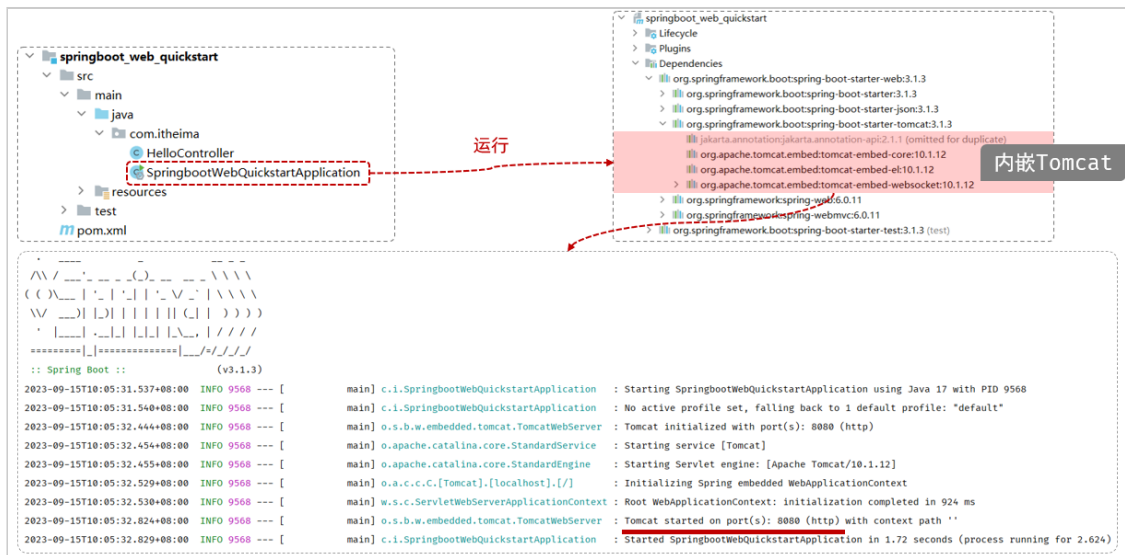 springboot_web_quickstart
src
main
java
com.itheima
HelloController
SpringbootWebQuickstartApplication
resources
test
pom.xml
运行
springboot_web_quickstart
Lifecycle
Plugins
Dependencies
org.springframework.boot:spring-boot-starter-web:3.1.3
org.springframework.boot:spring-boot-starter:3.1.3
org.springframework.boot:spring-boot-starter-json:3.1.3
org.springframework.boot:spring-boot-starter-tomcat:3.1.3
jakarta.annotation:jakarta.annotation-api:2.1.1 (omitted for duplicate)
org.apache.tomcat.embed:tomcat-embed-core:10.1.12
org.apache.tomcat.embed:tomcat-embed-el:10.1.12
org.apache.tomcat.embed:tomcat-embed-websocket:10.1.12
org.springframework:spring-web:6.0.11
org.springframework:spring-webmvc:6.0.11
org.springframework.boot:spring-boot-starter-test:3.1.3 (test)
内嵌Tomcat
:: Spring Boot :: (v3.1.3)
2023-09-15T10:05:31.537+08:00 INFO 9568 --- [ main] c.i.SpringbootWebQuickstartApplication : Starting SpringbootWebQuickstartApplication using Java 17 with PID 9568
2023-09-15T10:05:31.540+08:00 INFO 9568 --- [ main] c.i.SpringbootWebQuickstartApplication : No active profile set, falling back to 1 default profile: "default"
2023-09-15T10:05:32.444+08:00 INFO 9568 --- [ main] o.s.b.w.embedded.tomcat.TomcatWebServer : Tomcat initialized with port(s): 8080 (http)
2023-09-15T10:05:32.454+08:00 INFO 9568 --- [ main] o.apache.catalina.core.StandardService : Starting service [Tomcat]
2023-09-15T10:05:32.455+08:00 INFO 9568 --- [ main] o.apache.catalina.core.StandardEngine : Starting Servlet engine: [Apache Tomcat/10.1.12]
2023-09-15T10:05:32.529+08:00 INFO 9568 --- [ main] o.a.c.c.C.[Tomcat].[localhost].[/] : Initializing Spring embedded WebApplicationContext
2023-09-15T10:05:32.530+08:00 INFO 9568 --- [ main] w.s.c.ServletWebServerApplicationContext : Root WebApplicationContext: initialization completed in 924 ms
2023-09-15T10:05:32.824+08:00 INFO 9568 --- [ main] o.s.b.w.embedded.tomcat.TomcatWebServer : Tomcat started on port(s): 8080 (http) with context path ''
2023-09-15T10:05:32.829+08:00 INFO 9568 --- [ main] c.i.SpringbootWebQuickstartApplication : Started SpringbootWebQuickstartApplication in 1.72 seconds (process running for 2.624)